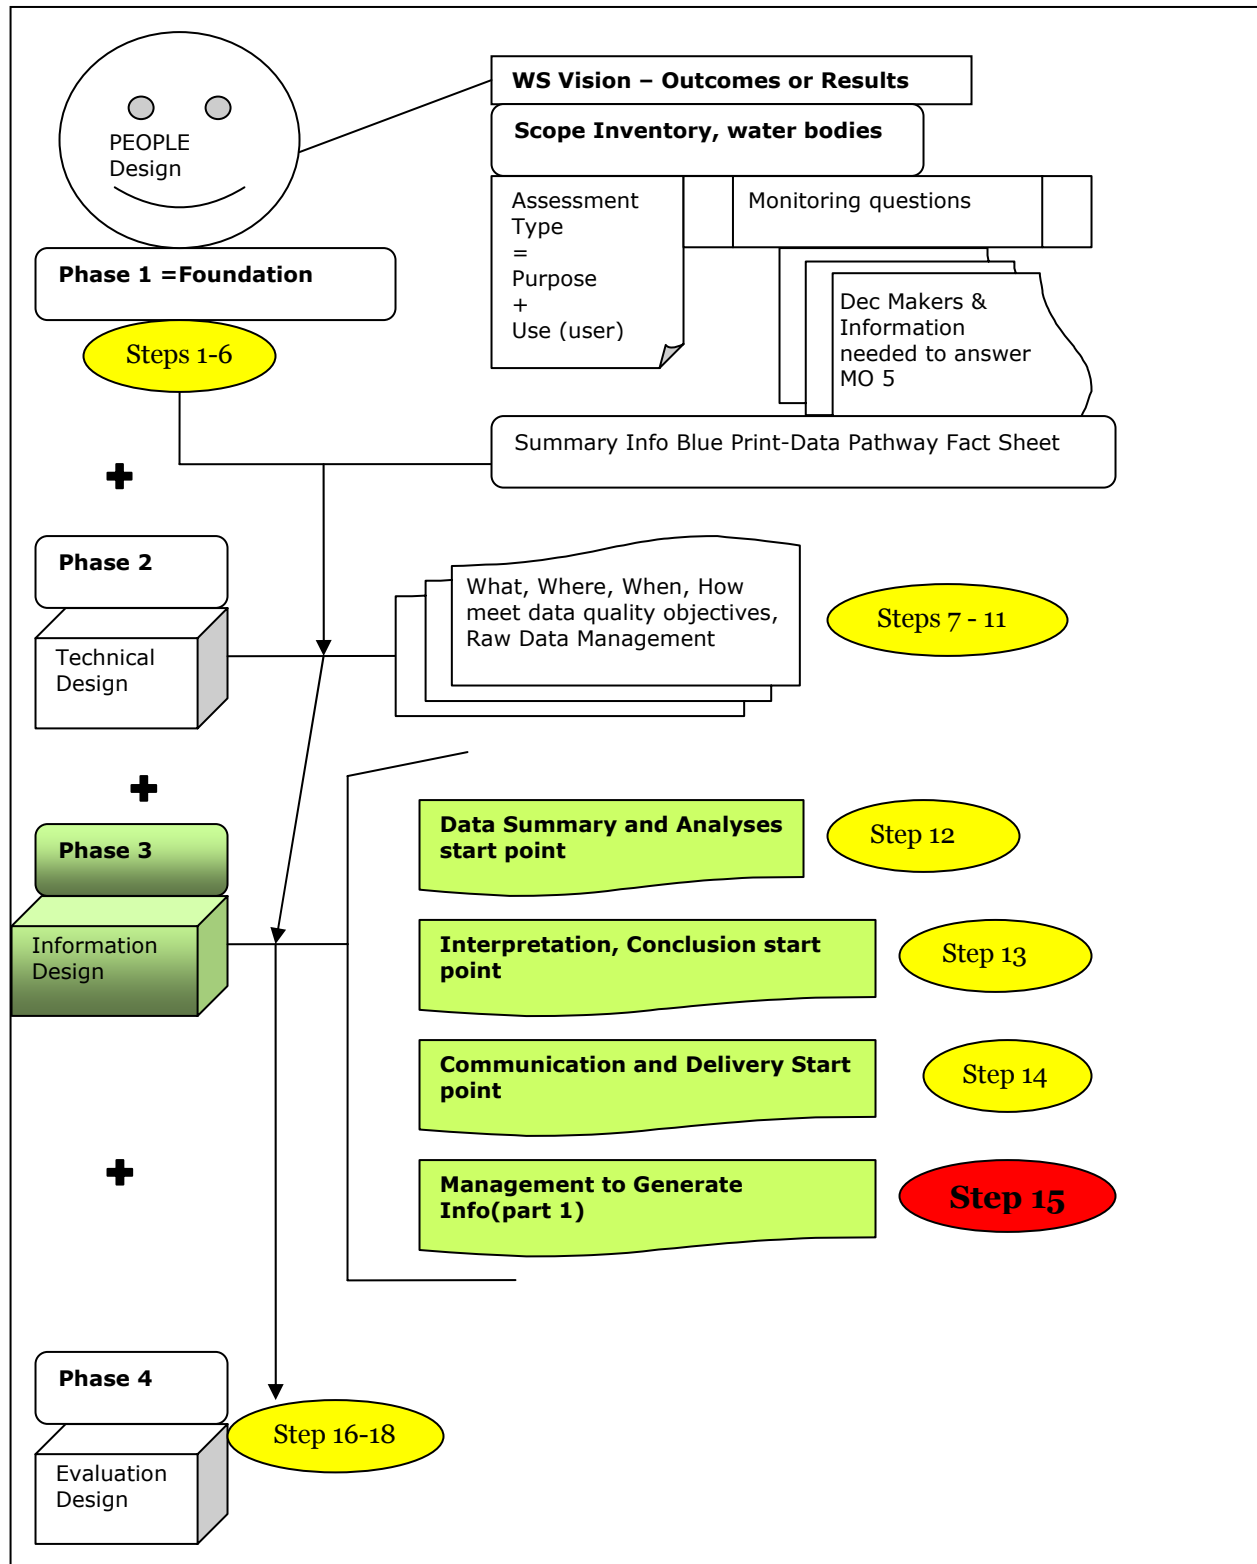 WS Vision – Outcomes or Results
PEOPLE
Design
Scope Inventory, water bodies
Assessment
Type
=
Purpose
+
Use (user)
Monitoring questions
Phase 1 =Foundation
Dec Makers &
Information
needed to answer
MO 5
Steps 1-6
Summary Info Blue Print-Data Pathway Fact Sheet
+
Phase 2
Technical
Design
What, Where, When, How
meet data quality objectives,
Raw Data Management
Steps 7 - 11
+
Phase 3
Information
Design
Data Summary and Analyses
start point
Step 12
Interpretation, Conclusion start
point
Step 13
Communication and Delivery Start
point
Step 14
+
Management to Generate
Info(part 1)
Step 15
Phase 4
Evaluation
Design
Step 16-18